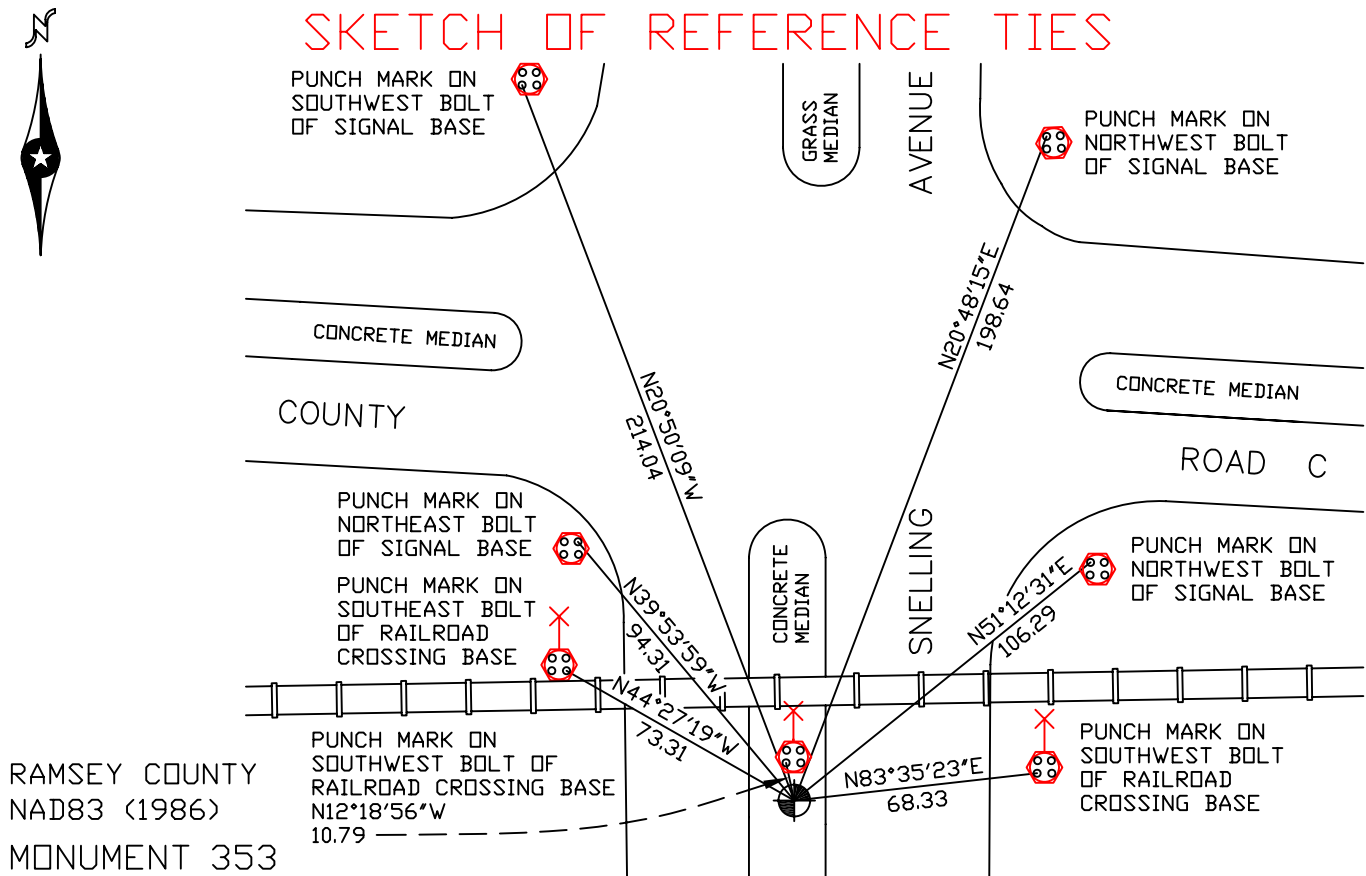 N
SKETCH OF REFERENCE TIES
PUNCH MARK ON
SOUTHWEST BOLT
OF SIGNAL BASE
GRASS
MEDIAN
AVENUE
PUNCH MARK ON
NORTHWEST BOLT
OF SIGNAL BASE
N20°48'15"E
198.64
CONCRETE MEDIAN
CONCRETE MEDIAN
N20°50'09"W
214.04
COUNTY
ROAD C
PUNCH MARK ON
NORTHEAST BOLT
OF SIGNAL BASE
SNELLING
PUNCH MARK ON
NORTHWEST BOLT
OF SIGNAL BASE
CONCRETE
MEDIAN
N51°12'31"E
106.29
PUNCH MARK ON
SOUTHEAST BOLT
OF RAILROAD
CROSSING BASE
N39°53'59"W
94.31
N44°27'19"W
73.31
PUNCH MARK ON
SOUTHWEST BOLT OF
RAILROAD CROSSING BASE
N12°18'56"W
10.79
N83°35'23"E
68.33
PUNCH MARK ON
SOUTHWEST BOLT
OF RAILROAD
CROSSING BASE
RAMSEY COUNTY
NAD83 (1986)
MONUMENT 353